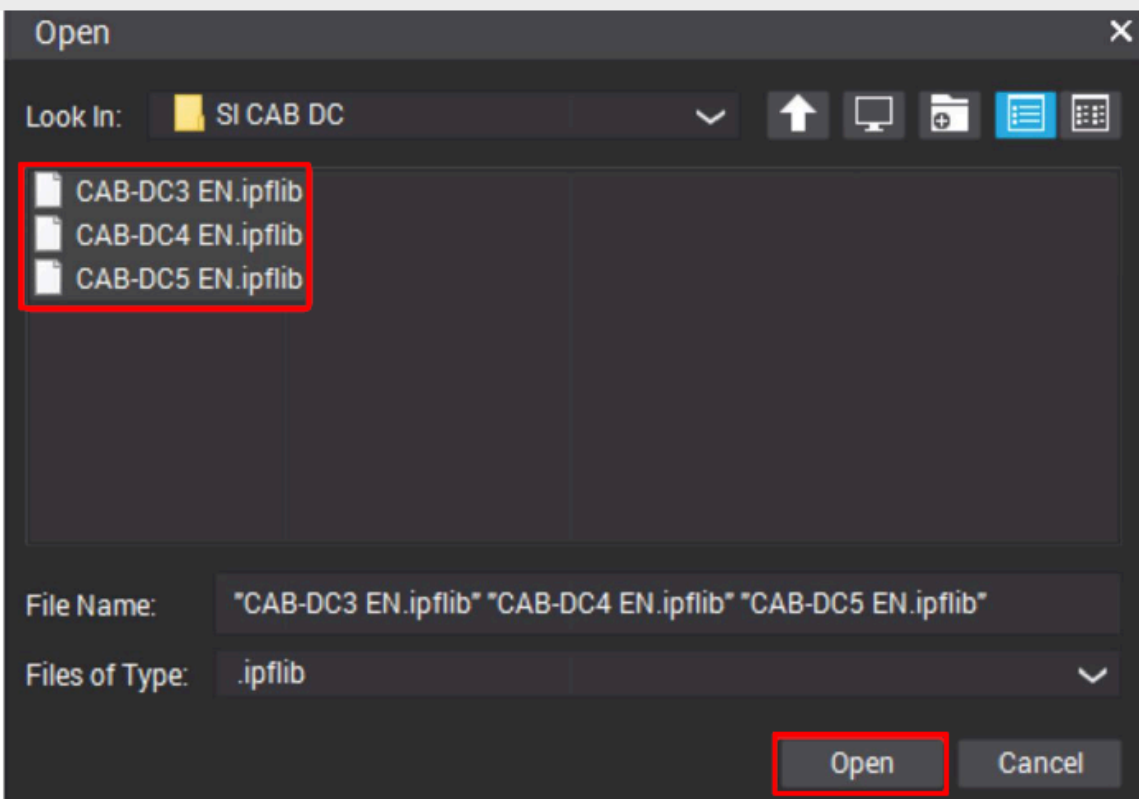 Open
Look In: SI CAB DC
CAB-DC3 EN.ipflib
CAB-DC4 EN.ipflib
CAB-DC5 EN.ipflib
File Name: "CAB-DC3 EN.ipflib" "CAB-DC4 EN.ipflib" "CAB-DC5 EN.ipflib"
Files of Type: .ipflib
Open Cancel